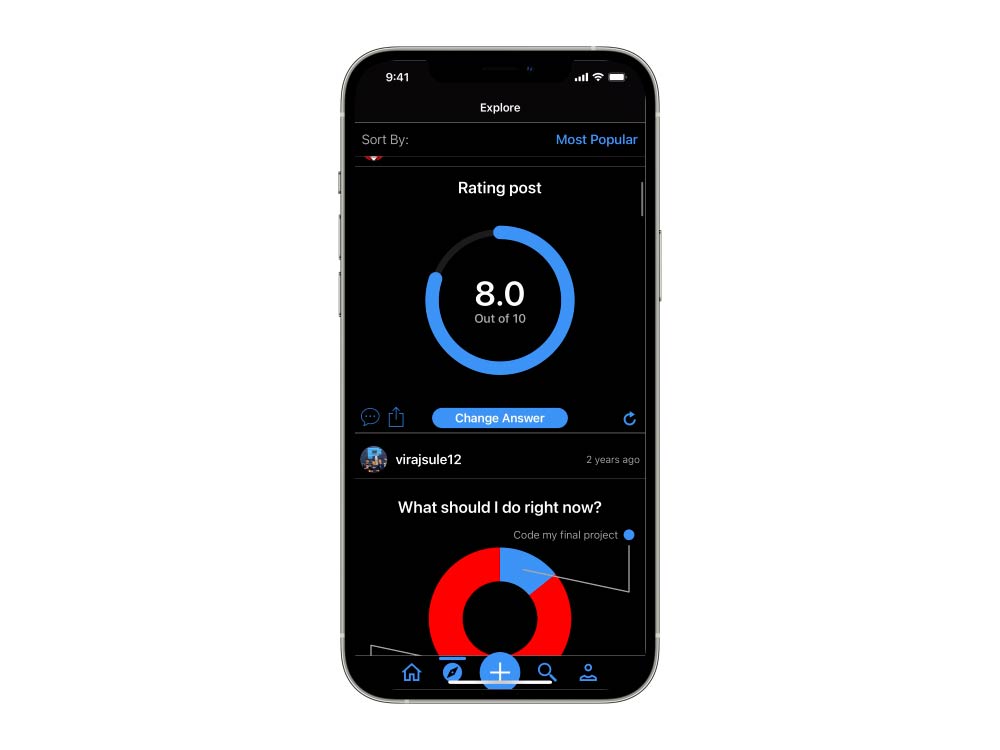 9:41
Explore
Sort By: Most Popular
Rating post
8.0
Out of 10
Change Answer
virajsule12 2 years ago
What should I do right now?
Code my final project